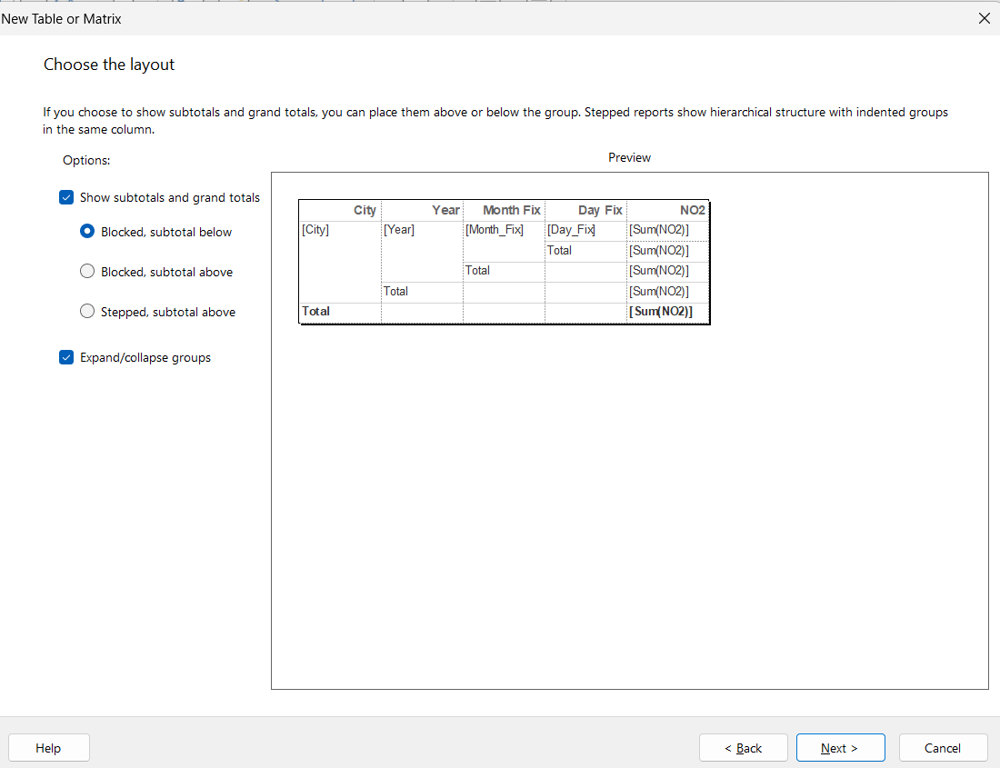 New Table or Matrix
Choose the layout
If you choose to show subtotals and grand totals, you can place them above or below the group. Stepped reports show hierarchical structure with indented groups
in the same column.
Options:
Preview
Show subtotals and grand totals
Blocked, subtotal below
Blocked, subtotal above
Stepped, subtotal above
Expand/collapse groups
City Year Month Fix Day Fix NO2
[City] [Year] [Month_Fix] [Day_Fix] [Sum(NO2)]
Total [Sum(NO2)]
Total [Sum(NO2)]
Total [Sum(NO2)]
Total [Sum(NO2)]
Help < Back Next > Cancel